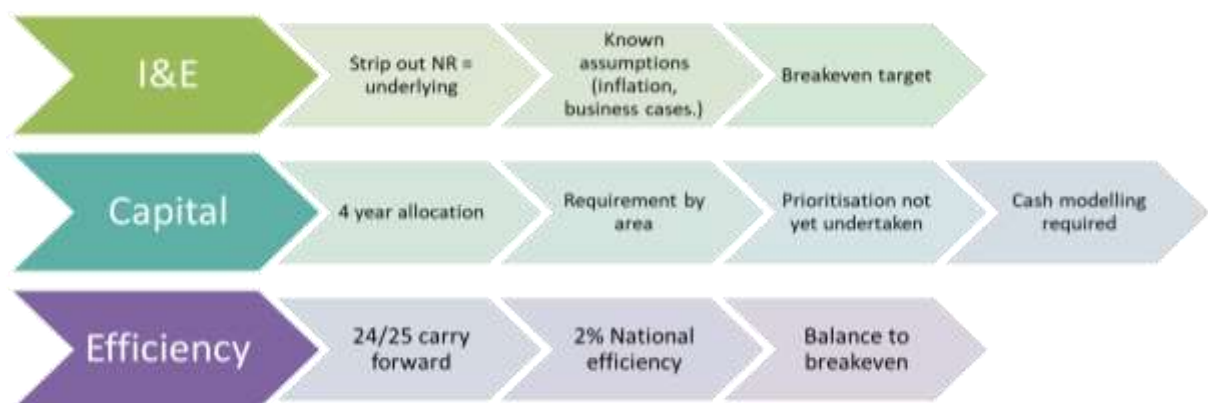 I&E
Strip out NR =
underlying
Known
assumptions
(inflation,
business cases.)
Breakeven target
Capital
4 year allocation
Requirement by
area
Prioritisation not
yet undertaken
Cash modelling
required
Efficiency
24/25 carry
forward
2% National
efficiency
Balance to
breakeven